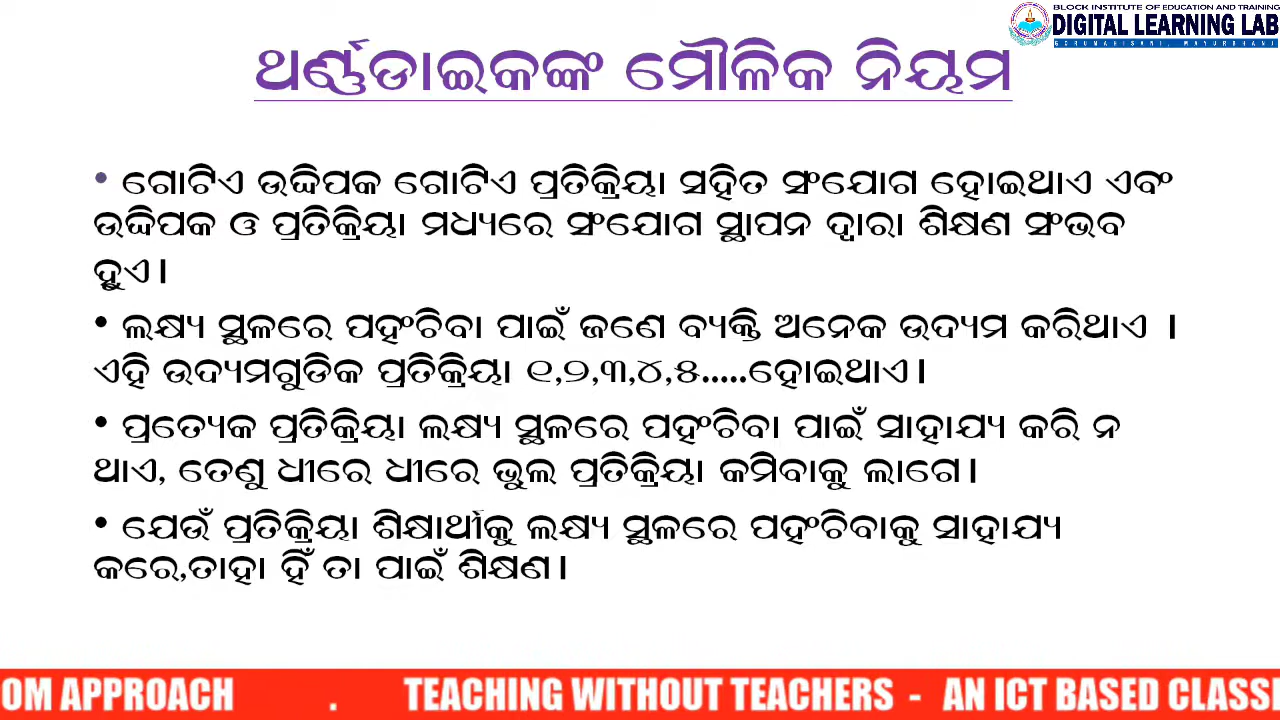 BLOCK INSTITUTE OF EDUCATION AND TRAINING
DIGITAL LEARNING LAB
GORUMAHISANI, MAYURBHANJ
ଥର୍ଣ୍ଣଡାଇକଙ୍କ ମୌଳିକ ନିୟମ
• ଗୋଟିଏ ଉଦ୍ଦିପକ ଗୋଟିଏ ପ୍ରତିକ୍ରିୟା ସହିତ ସଂଯୋଗ ହୋଇଥାଏ ଏବଂ
ଉଦ୍ଦିପକ ଓ ପ୍ରତିକ୍ରିୟା ମଧ୍ୟରେ ସଂଯୋଗ ସ୍ଥାପନ ଦ୍ୱାରା ଶିକ୍ଷଣ ସଂଭବ
ହୁଏ।
• ଲକ୍ଷ୍ୟ ସ୍ଥଳରେ ପହଂଚିବା ପାଇଁ ଜଣେ ବ୍ୟକ୍ତି ଅନେକ ଉଦ୍ୟମ କରିଥାଏ ।
ଏହି ଉଦ୍ୟମଗୁଡିକ ପ୍ରତିକ୍ରିୟା ୧,୨,୩,୪,୫.....ହୋଇଥାଏ।
• ପ୍ରତ୍ୟେକ ପ୍ରତିକ୍ରିୟା ଲକ୍ଷ୍ୟ ସ୍ଥଳରେ ପହଂଚିବା ପାଇଁ ସାହାଯ୍ୟ କରି ନ
ଥାଏ, ତେଣୁ ଧୀରେ ଧୀରେ ଭୁଲ ପ୍ରତିକ୍ରିୟା କମିବାକୁ ଲାଗେ।
• ଯେଉଁ ପ୍ରତିକ୍ରିୟା ଶିକ୍ଷାର୍ଥୀକୁ ଲକ୍ଷ୍ୟ ସ୍ଥଳରେ ପହଂଚିବାକୁ ସାହାଯ୍ୟ
କରେ,ତାହା ହିଁ ତା ପାଇଁ ଶିକ୍ଷଣ।
OM APPROACH . TEACHING WITHOUT TEACHERS - AN ICT BASED CLASS